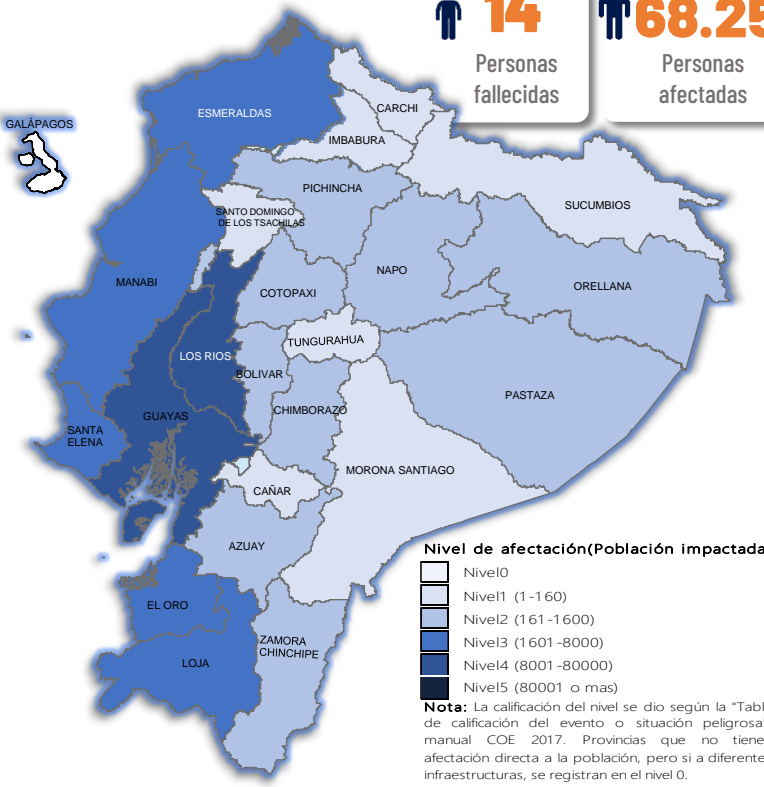 14
68.25
Personas
fallecidas
Personas
afectadas
CARCHI
ESMERALDAS
GALÁPAGOS
IMBABURA
PICHINCHA
SUCUMBIOS
SANTO DOMINGO
DE LOS TSACHILAS
NAPO
MANABI
ORELLANA
COTOPAXI
TUNGURAHUA
LOS RIOS
BOLIVAR
PASTAZA
CHIMBORAZO
GUAYAS
SANTA
ELENA
MORONA SANTIAGO
CAÑAR
AZUAY
EL ORO
ZAMORA
CHINCHIPE
LOJA
Nivel de afectación(Población impactada
Nivel0
Nivel1 (1-160)
Nivel2 (161-1600)
Nivel3 (1601-8000)
Nivel4 (8001-80000)
Nivel5 (80001 o mas)
Nota: La calificación del nivel se dio según la "Tabl
de calificación del evento o situación peligrosa"
manual COE 2017. Provincias que no tiene
afectación directa a la población, pero si a diferente
infraestructuras, se registran en el nivel 0.